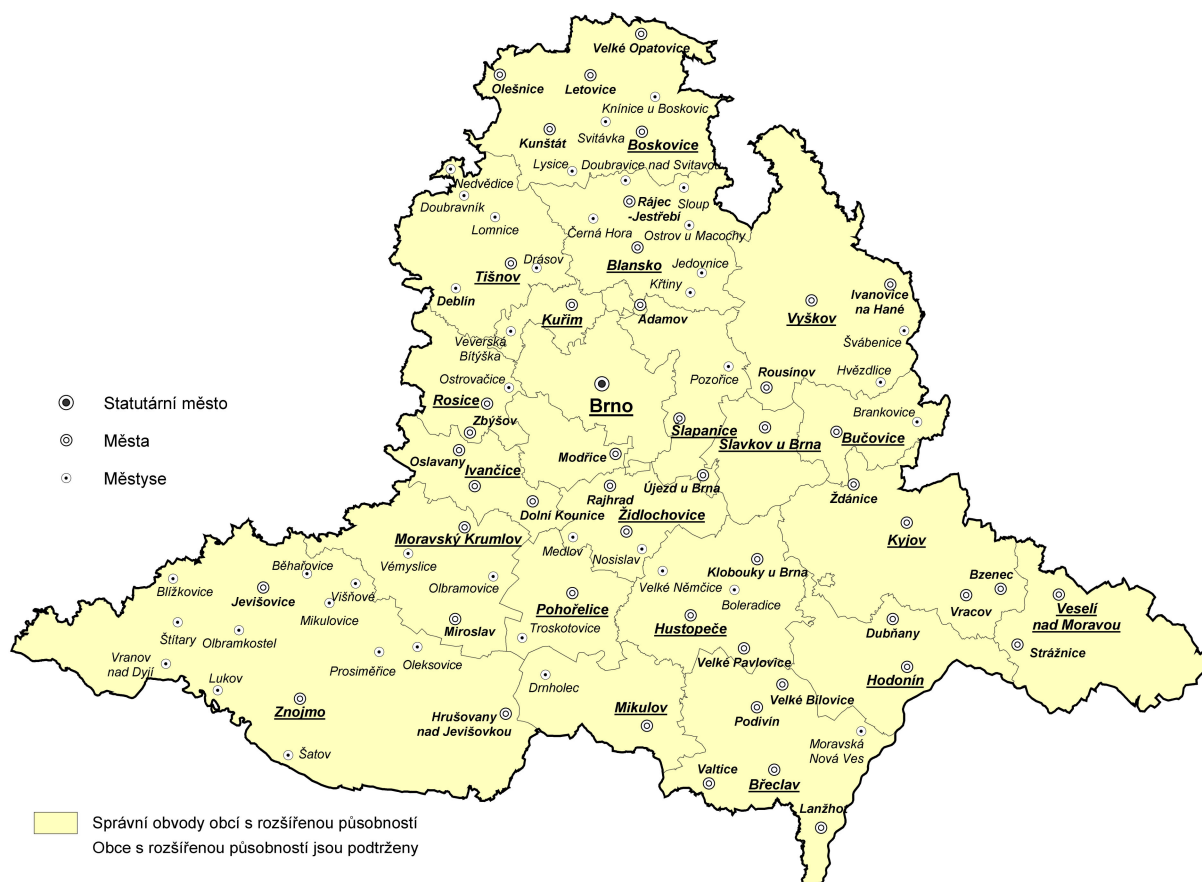 Velké Opatovice
Olešnice
Letovice
Knínice u Boskovic
Svitávka
Kunštát
Boskovice
Lysice
Doubravice nad Svitavou
Nedvědice
Doubravník
Rájec
-Jestřebí
Sloup
Lomnice
Černá Hora
Ostrov u Macochy
Drásov
Tišnov
Blansko
Jedovnice
Křtiny
Deblín
Ivanovice
na Hané
Kuřim
Adamov
Vyškov
Veverská
Bítýška
Švábenice
Ostrovačice
Pozořice
Rousínov
Hvězdlice
Rosice
Brno
Statutární město
Zbýšov
Šlapanice
Slavkov u Brna
Brankovice
Bučovice
Města
Oslavany
Modřice
Ivančice
Městyse
Újezd u Brna
Rajhrad
Ždánice
Dolní Kounice
Židlochovice
Moravský Krumlov
Kyjov
Medlov
Nosislav
Vémyslice
Běhařovice
Klobouky u Brna
Blížkovice
Jevišovice
Višňové
Olbramovice
Velké Němčice
Boleradice
Bzenec
Mikulovice
Pohořelice
Vracov
Veselí
nad Moravou
Štítary
Olbramkostel
Miroslav
Troskotovice
Hustopeče
Dubňany
Strážnice
Vranov
nad Dyjí
Prosiměřice
Oleksovice
Velké Pavlovice
Lukov
Drnholec
Hodonín
Znojmo
Hrušovany
nad Jevišovkou
Mikulov
Velké Bílovice
Podivín
Šatov
Moravská
Nová Ves
Valtice
Břeclav
Lanžhot
Správní obvody obcí s rozšířenou působností
Obce s rozšířenou působností jsou podtrženy